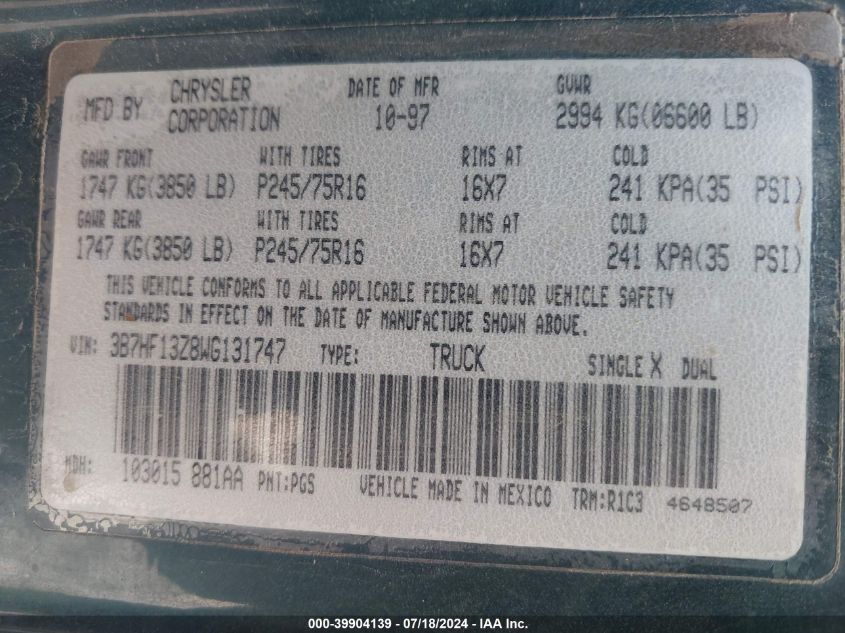 MFD BY CHRYSLER CORPORATION DATE OF MFR 10-97 GVWR 2994 KG(06600 LB)
GAWR FRONT WITH TIRES RIMS AT COLD
1747 KG(3850 LB) P245/75R16 16X7 241 KPA(35 PSI)
GAWR REAR WITH TIRES RIMS AT COLD
1747 KG(3850 LB) P245/75R16 16X7 241 KPA(35 PSI)
THIS VEHICLE CONFORMS TO ALL APPLICABLE FEDERAL MOTOR VEHICLE SAFETY
STANDARDS IN EFFECT ON THE DATE OF MANUFACTURE SHOWN ABOVE.
VIN: 3B7HF13Z8WG131747 TYPE: TRUCK SINGLE X DUAL
MDH: 103015 881AA PNT:PGS VEHICLE MADE IN MEXICO TRM:R1C3 4648507
000-39904139 - 07/18/2024 - IAA Inc.